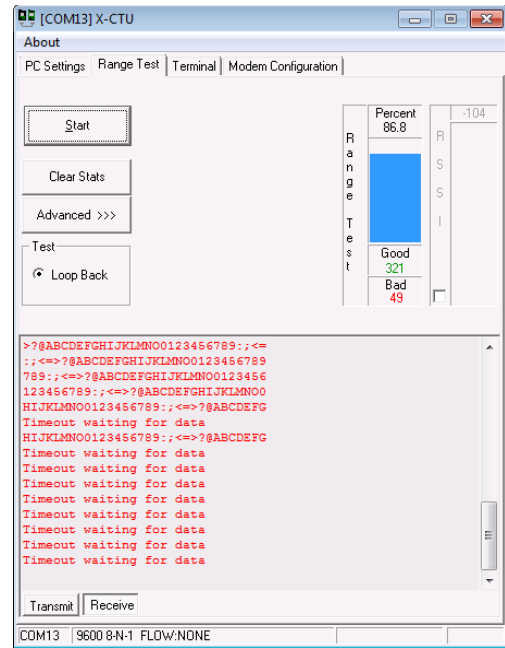 [COM13] X-CTU
About
PC Settings Range Test Terminal Modem Configuration
Start
Clear Stats
Advanced >>>
Test
Loop Back
Range Test
Percent
86.8
Good
321
Bad
49
-104
RSSI
>?@ABCDEFGHIJKLMNO0123456789:;<=
:;<=>?@ABCDEFGHIJKLMNO0123456789
789:;<=>?@ABCDEFGHIJKLMNO0123456
123456789:;<=>?@ABCDEFGHIJKLMNO0
HIJKLMNO0123456789:;<=>?@ABCDEFG
Timeout waiting for data
HIJKLMNO0123456789:;<=>?@ABCDEFG
Timeout waiting for data
Timeout waiting for data
Timeout waiting for data
Timeout waiting for data
Timeout waiting for data
Timeout waiting for data
Timeout waiting for data
Timeout waiting for data
Transmit Receive
COM13 9600 8-N-1 FLOW:NONE